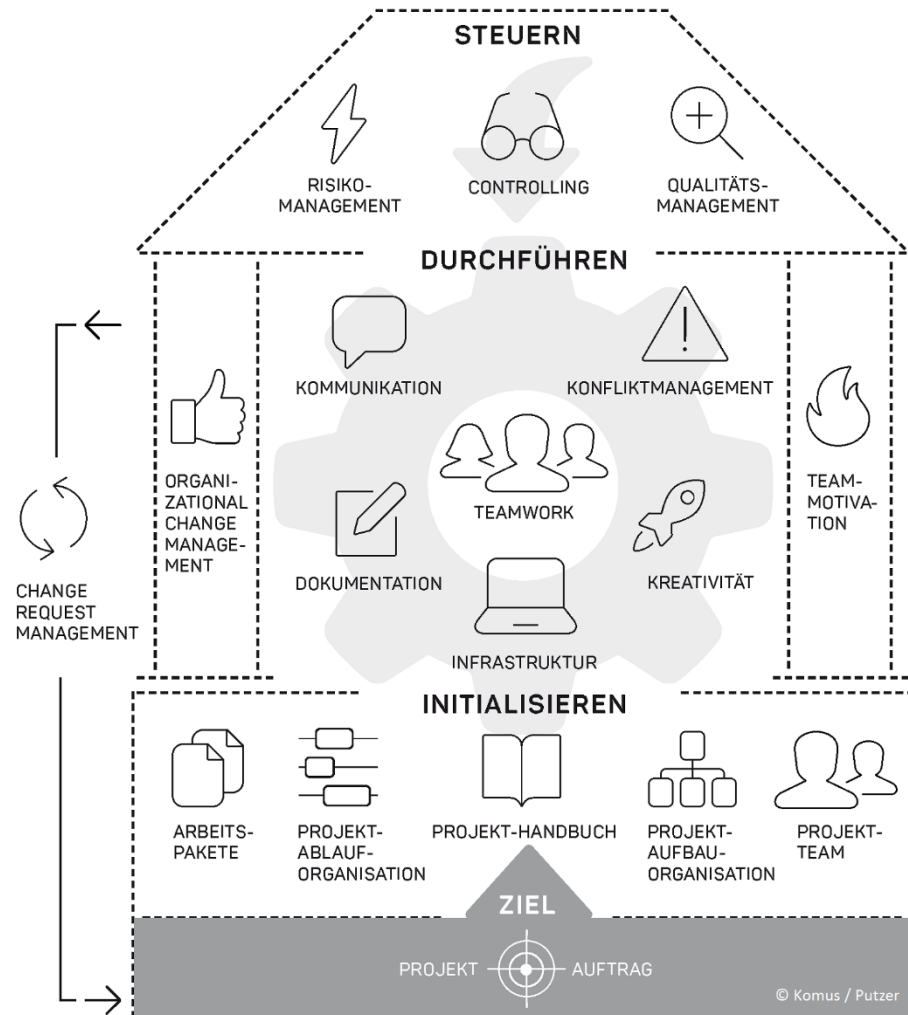 STEUERN
RISIKO-
MANAGEMENT
CONTROLLING
QUALITÄTS-
MANAGEMENT
DURCHFÜHREN
KOMMUNIKATION
KONFLIKTMANAGEMENT
ORGANI-
ZATIONAL
CHANGE
MANAGE-
MENT
TEAMWORK
TEAM-
MOTIVA-
TION
DOKUMENTATION
KREATIVITÄT
INFRASTRUKTUR
CHANGE
REQUEST
MANAGEMENT
INITIALISIEREN
ARBEITS-
PAKETE
PROJEKT-
ABLAUF-
ORGANISATION
PROJEKT-HANDBUCH
PROJEKT-
AUFBAU-
ORGANISATION
PROJEKT-
TEAM
ZIEL
PROJEKT AUFTRAG
© Komus / Putzer